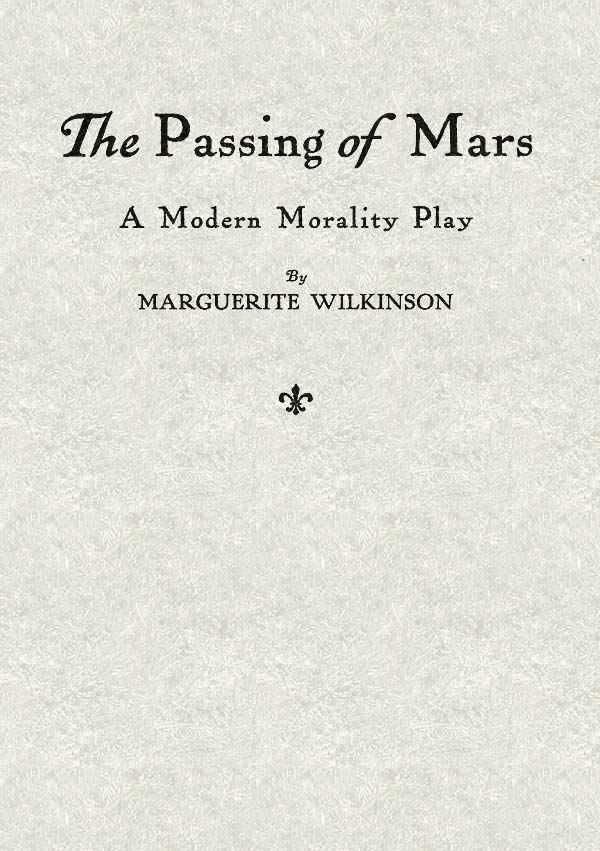 The Passing of Mars
A Modern Morality Play
By
MARGUERITE WILKINSON